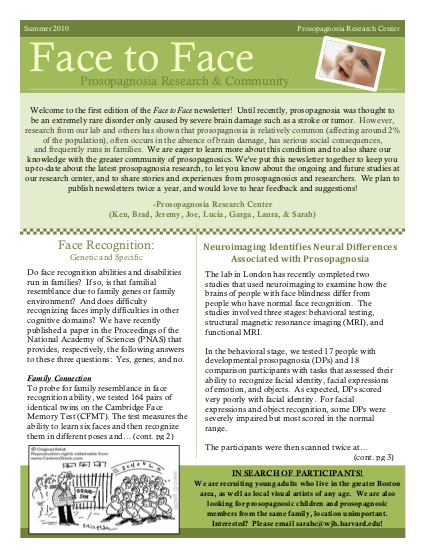 Summer 2010
Prosopagnosia Research Center
Face to Face
Prosopagnosia Research & Community
Welcome to the first edition of the Face to Face newsletter! Until recently, prosopagnosia was thought to
be an extremely rare disorder only caused by severe brain damage such as a stroke or tumor. However,
research from our lab and others has shown that prosopagnosia is relatively common (affecting around 2%
of the population), often occurs in the absence of brain damage, has serious social consequences,
and frequently runs in families. We are eager to learn more about this condition and to also share our
knowledge with the greater community of prosopagnosics. We've put this newsletter together to keep you
up-to-date about the latest prosopagnosia research, to let you know about the ongoing and future studies at
our research center, and to share stories and experiences from prosopagnosics and researchers. We plan to
publish newsletters twice a year, and would love to hear feedback and suggestions!
-Prosopagnosia Research Center
(Ken, Brad, Jeremy, Joe, Lucia, Garga, Laura, & Sarah)
Face Recognition:
Genetic and Specific
Do face recognition abilities and disabilities
run in families? If so, is that familial
resemblance due to family genes or family
environment? And does difficulty
recognizing faces imply difficulties in other
cognitive domains? We have recently
published a paper in the Proceedings of the
National Academy of Sciences (PNAS) that
provides, respectively, the following answers
to these three questions: Yes, genes, and no.
Family Connection
To probe for family resemblance in face
recognition ability, we tested 164 pairs of
identical twins on the Cambridge Face
Memory Test (CFMT). The test measures the
ability to learn six faces and then recognize
them in different poses and… (cont. pg 2)
Neuroimaging Identifies Neural Differences
Associated with Prosopagnosia
The lab in London has recently completed two
studies that used neuroimaging to examine how the
brains of people with face blindness differ from
people who have normal face recognition. The
studies involved three stages: behavioral testing,
structural magnetic resonance imaging (MRI), and
functional MRI.
In the behavioral stage, we tested 17 people with
developmental prosopagnosia (DPs) and 18
comparison participants with tasks that assessed their
ability to recognize facial identity, facial expressions
of emotion, and objects. As expected, DPs scored
very poorly with facial identity. For facial
expressions and object recognition, some DPs were
severely impaired but most scored in the normal
range.
The participants were then scanned twice at…
(cont. pg 3)
IN SEARCH OF PARTICIPANTS!
We are recruiting young adults who live in the greater Boston
area, as well as local visual artists of any age. We are also
looking for prosopagnosic children and prosopagnosic
members from the same family, location unimportant.
Interested? Please email sarahc@wjh.harvard.edu!